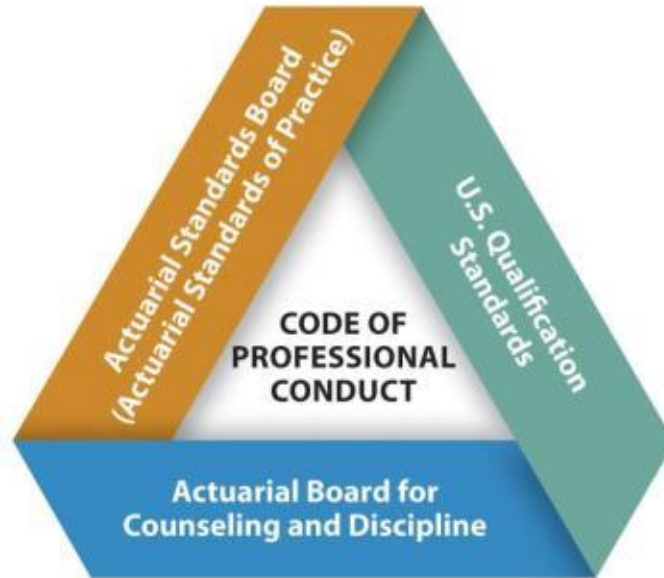 Actuarial Standards Board
(Actuarial Standards of Practice)
U.S. Qualification
Standards
CODE OF
PROFESSIONAL
CONDUCT
Actuarial Board for
Counseling and Discipline